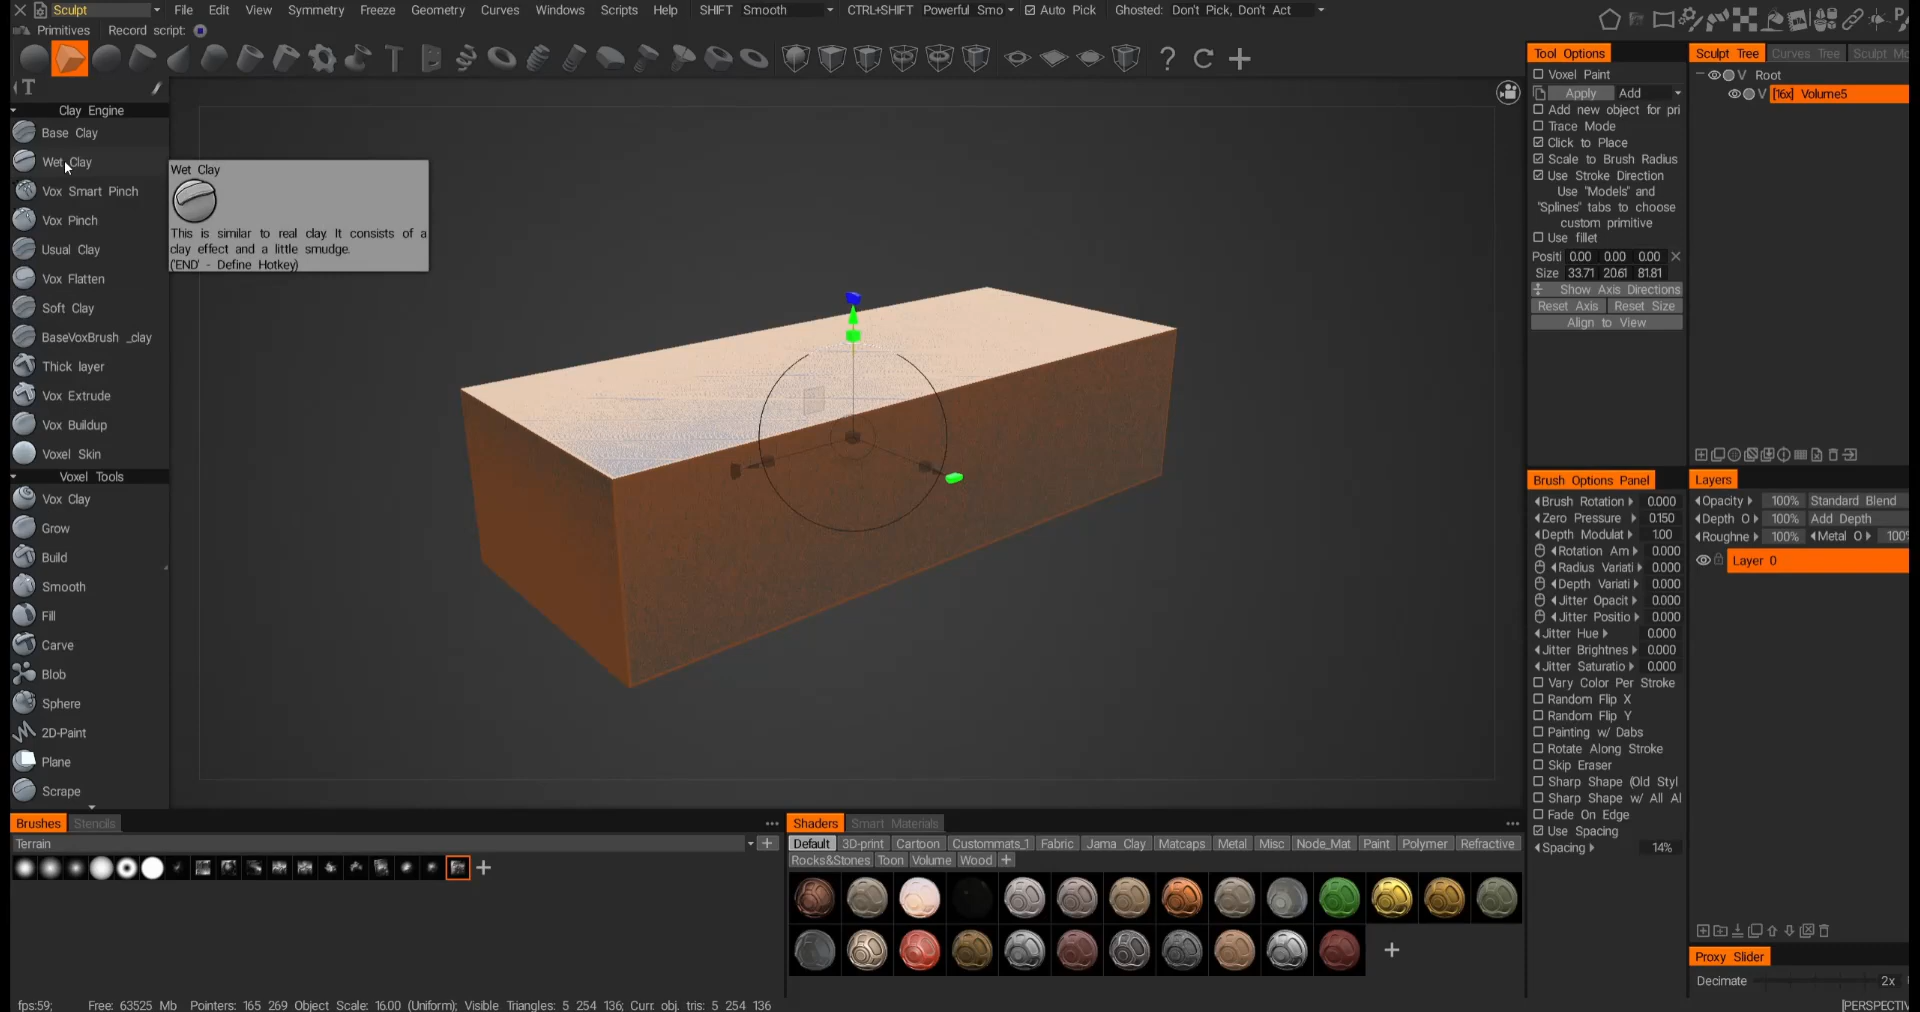 Sculpt File Edit View Symmetry Freeze Geometry Curves Windows Scripts Help SHIFT Smooth CTRL+SHIFT Powerful Smo Auto Pick Ghosted: Don't Pick, Don't Act
Primitives Record script:
Tool Options
Voxel Paint
Apply Add
Add new object for pri
Trace Mode
Click to Place
Scale to Brush Radius
Use Stroke Direction
Use "Models" and
"Splines" tabs to choose
custom primitive
Use fillet
Positi 0.00 0.00 0.00
Size 33.71 20.61 81.81
Show Axis Directions
Reset Axis Reset Size
Align to View
Sculpt Tree Curves Tree Sculpt Mo
V Root
V [16x] Volume5
T
Clay Engine
Base Clay
Wet Clay
Vox Smart Pinch
Vox Pinch
Usual Clay
Vox Flatten
Soft Clay
BaseVoxBrush _clay
Thick layer
Vox Extrude
Vox Buildup
Voxel Skin
Voxel Tools
Vox Clay
Grow
Build
Smooth
Fill
Carve
Blob
Sphere
2D-Paint
Plane
Scrape
Wet Clay
This is similar to real clay. It consists of a
clay effect and a little smudge.
('END' - Define Hotkey)
Brush Options Panel
Brush Rotation 0.000
Zero Pressure 0.150
Depth Modulat 1.00
Rotation Am 0.000
Radius Variati 0.000
Depth Variati 0.000
Jitter Opacit 0.000
Jitter Positio 0.000
Jitter Hue 0.000
Jitter Brightnes 0.000
Jitter Saturatio 0.000
Vary Color Per Stroke
Random Flip X
Random Flip Y
Painting w/ Dabs
Rotate Along Stroke
Skip Eraser
Sharp Shape (Old Styl
Sharp Shape w/ All Al
Fade On Edge
Use Spacing
Spacing 14%
Layers
Opacity 100% Standard Blend
Depth O 100% Add Depth
Roughne 100% Metal O 100%
Layer 0
Proxy Slider
Decimate 2x
Brushes Stencils
Terrain
Shaders Smart Materials
Default 3D-print Cartoon Custommats_1 Fabric Jama Clay Matcaps Metal Misc Node_Mat Paint Polymer Refractive
Rocks&Stones Toon Volume Wood +
fps:59; Free: 63525 Mb Pointers: 165 269 Object Scale: 16.00 (Uniform); Visible Triangles: 5 254 136; Curr. obj. tris: 5 254 136
[PERSPECTIV